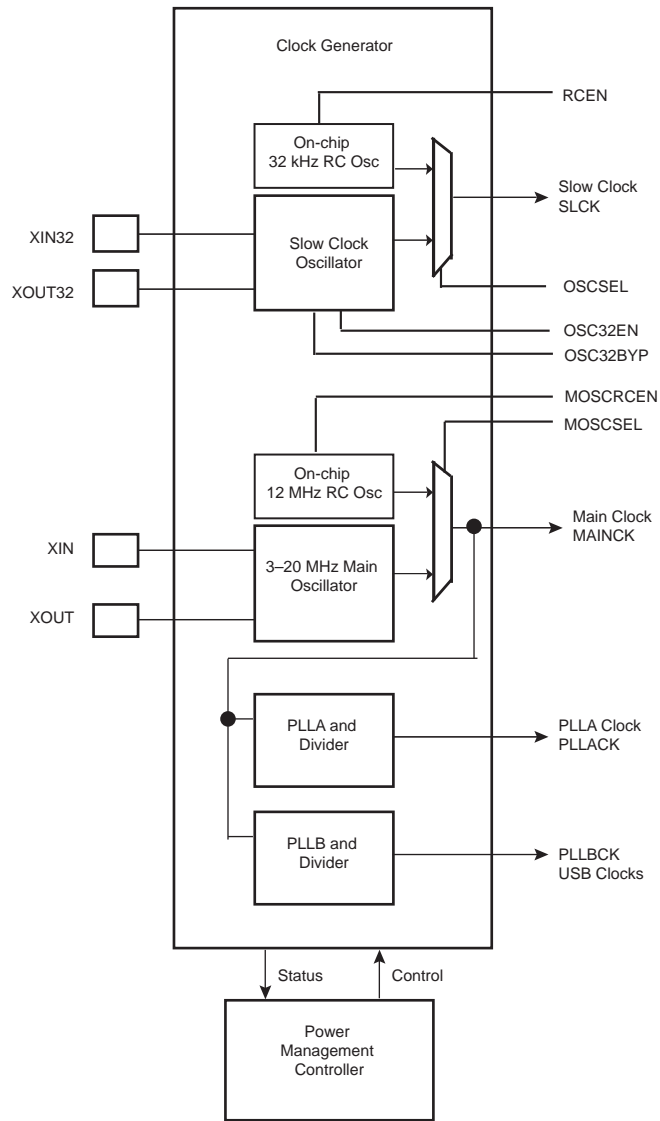 Clock Generator
RCEN
On-chip
32 kHz RC Osc
Slow Clock
SLCK
XIN32
Slow Clock
Oscillator
XOUT32
OSCSEL
OSC32EN
OSC32BYP
MOSCRCEN
MOSCSEL
On-chip
12 MHz RC Osc
Main Clock
MAINCK
XIN
3–20 MHz Main
Oscillator
XOUT
PLLA and
Divider
PLLA Clock
PLLACK
PLLB and
Divider
PLLBCK
USB Clocks
Status
Control
Power
Management
Controller